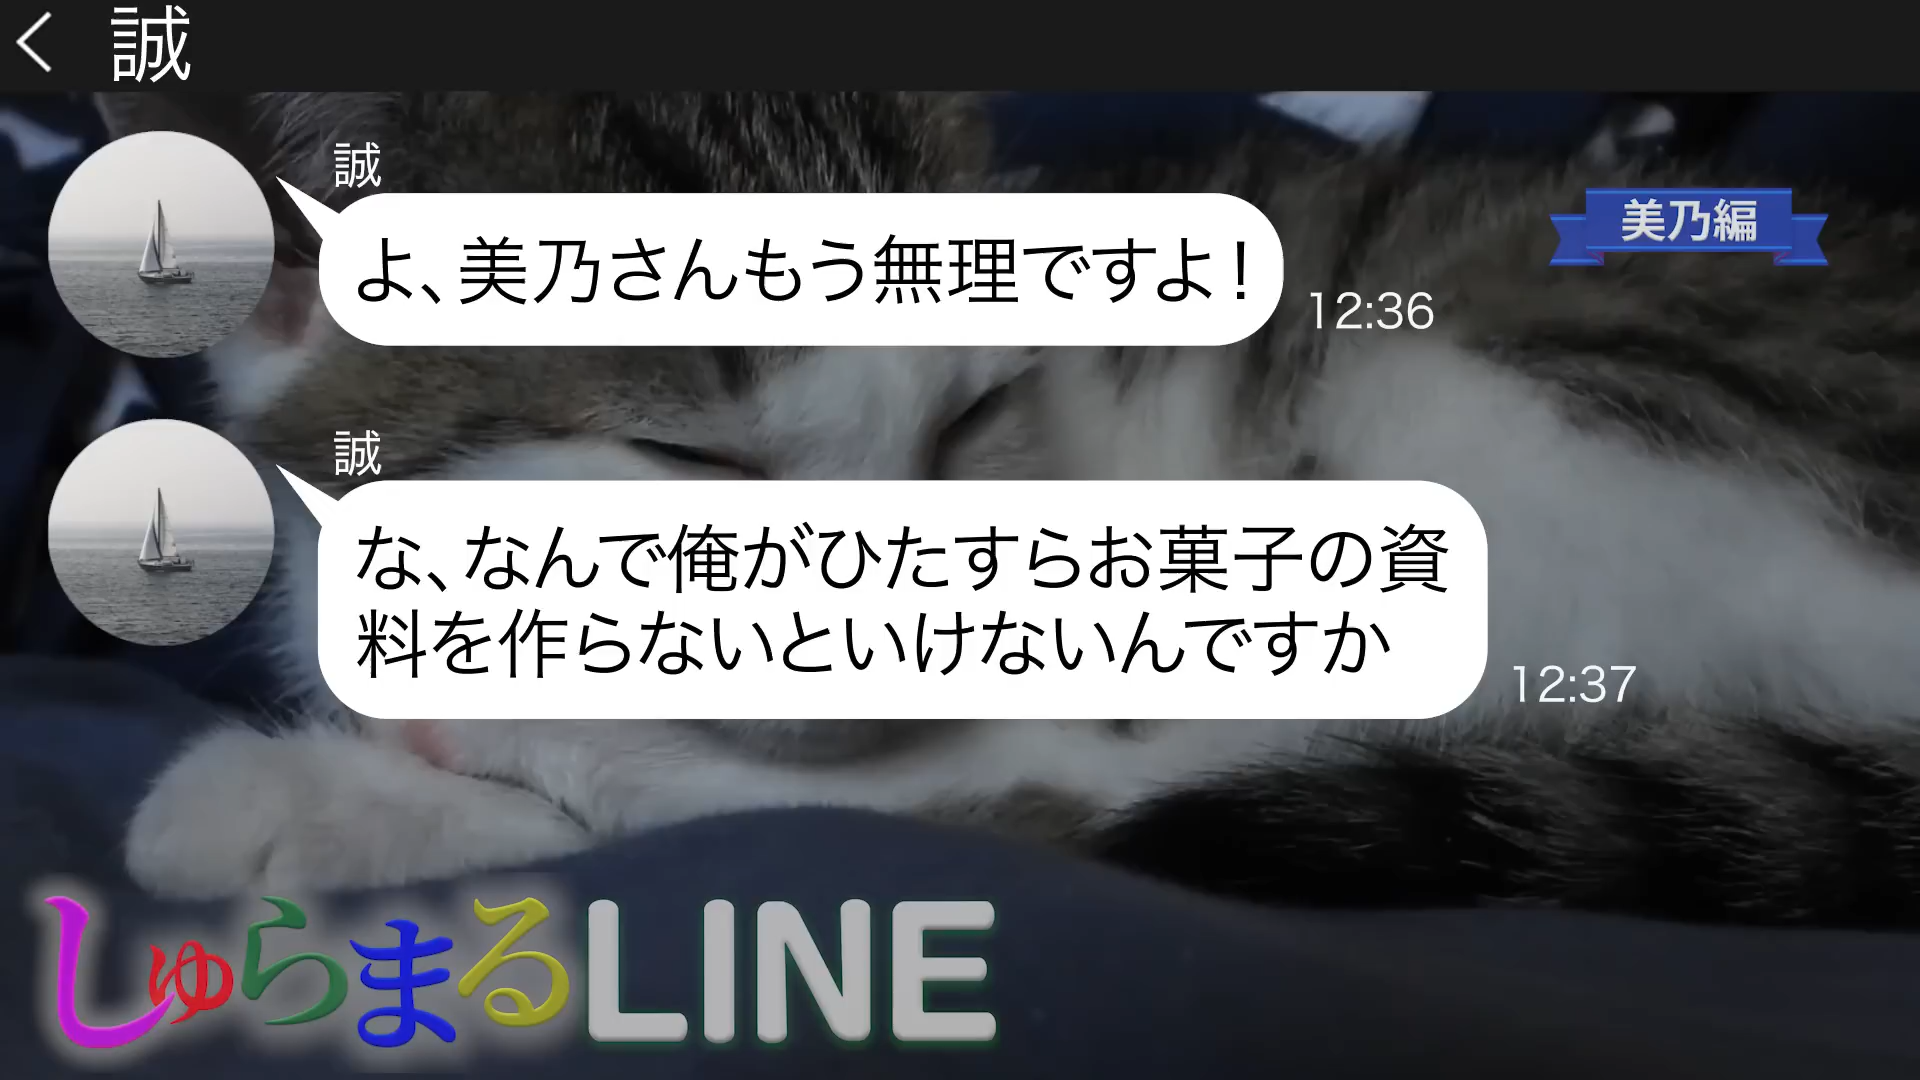 誠
誠
よ、美乃さんもう無理ですよ！
12:36
美乃編
誠
な、なんで俺がひたすらお菓子の資
料を作らないといけないんですか
12:37
しゅらまるLINE